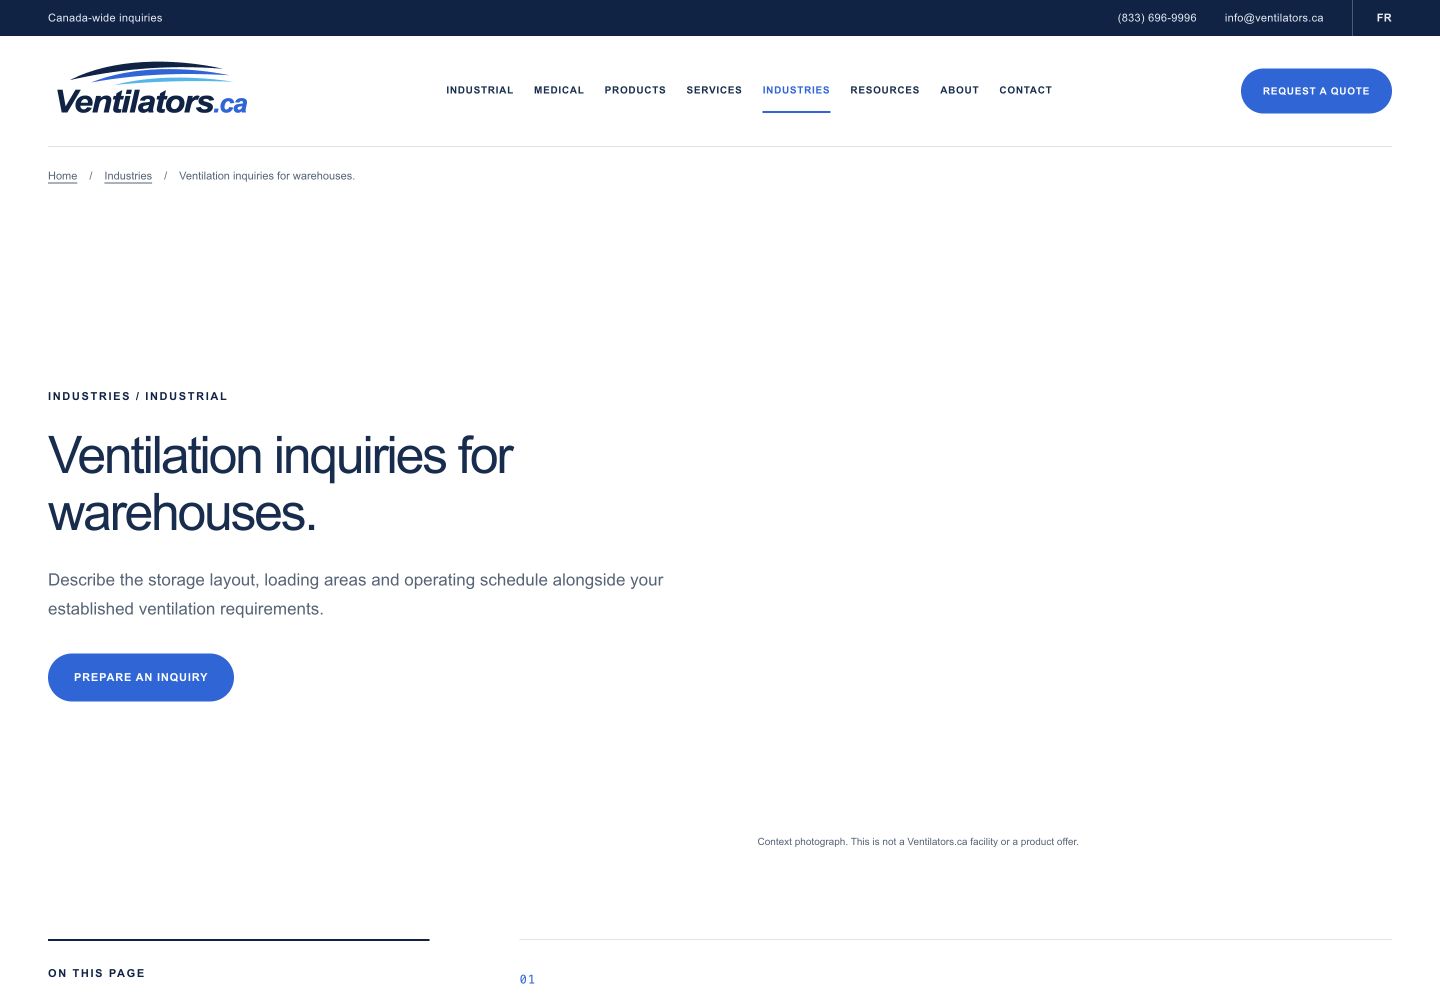 Canada-wide inquiries
(833) 696-9996
info@ventilators.ca
FR
Ventilators.ca
INDUSTRIAL
MEDICAL
PRODUCTS
SERVICES
INDUSTRIES
RESOURCES
ABOUT
CONTACT
REQUEST A QUOTE
Home / Industries / Ventilation inquiries for warehouses.
INDUSTRIES / INDUSTRIAL
Ventilation inquiries for
warehouses.
Describe the storage layout, loading areas and operating schedule alongside your
established ventilation requirements.
PREPARE AN INQUIRY
Context photograph. This is not a Ventilators.ca facility or a product offer.
ON THIS PAGE
01